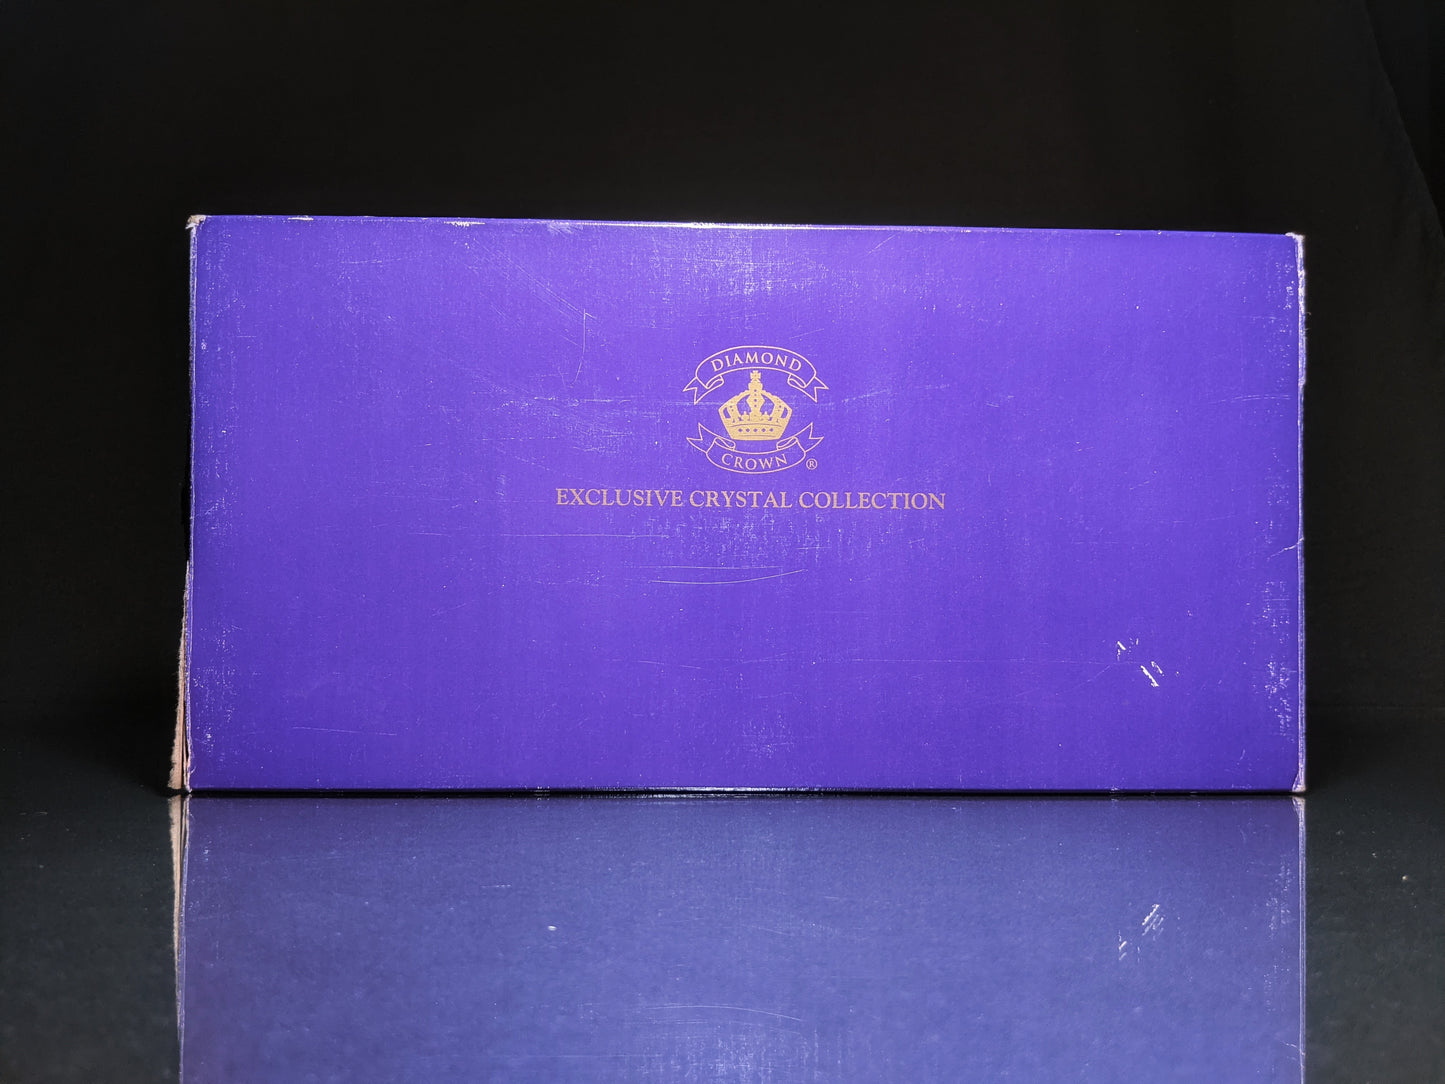 DIAMOND
CROWN ®
EXCLUSIVE CRYSTAL COLLECTION